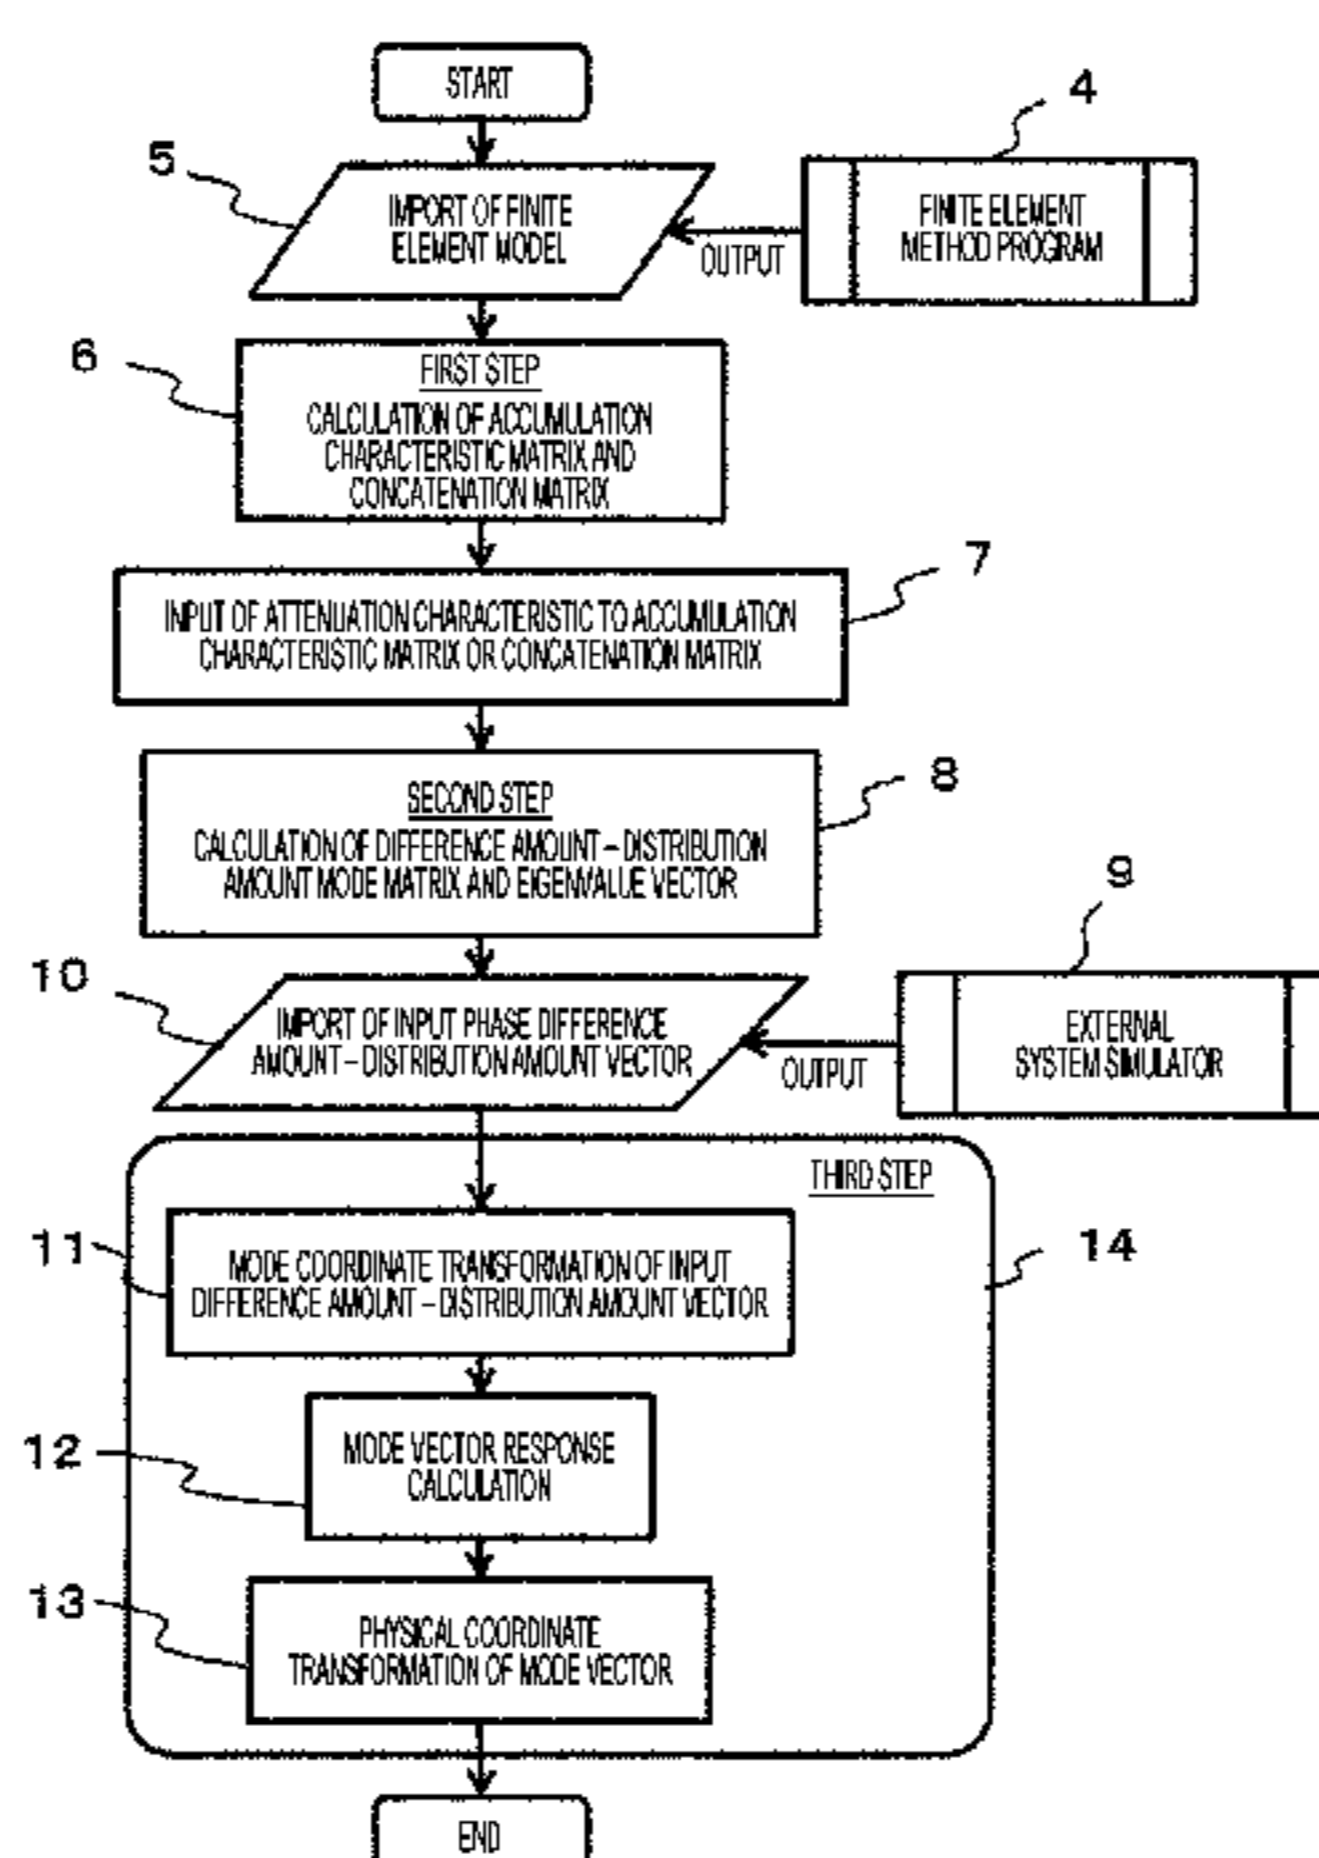 START
4
5
IMPORT OF FINITE
ELEMENT MODEL
OUTPUT
FINITE ELEMENT
METHOD PROGRAM
6
FIRST STEP
CALCULATION OF ACCUMULATION
CHARACTERISTIC MATRIX AND
CONCATENATION MATRIX
7
INPUT OF ATTENUATION CHARACTERISTIC TO ACCUMULATION
CHARACTERISTIC MATRIX OR CONCATENATION MATRIX
8
SECOND STEP
CALCULATION OF DIFFERENCE AMOUNT – DISTRIBUTION
AMOUNT MODE MATRIX AND EIGENVALUE VECTOR
9
10
IMPORT OF INPUT PHASE DIFFERENCE
AMOUNT – DISTRIBUTION AMOUNT VECTOR
OUTPUT
EXTERNAL
SYSTEM SIMULATOR
THIRD STEP
11
MODE COORDINATE TRANSFORMATION OF INPUT
DIFFERENCE AMOUNT – DISTRIBUTION AMOUNT VECTOR
14
12
MODE VECTOR RESPONSE
CALCULATION
13
PHYSICAL COORDINATE
TRANSFORMATION OF MODE VECTOR
END